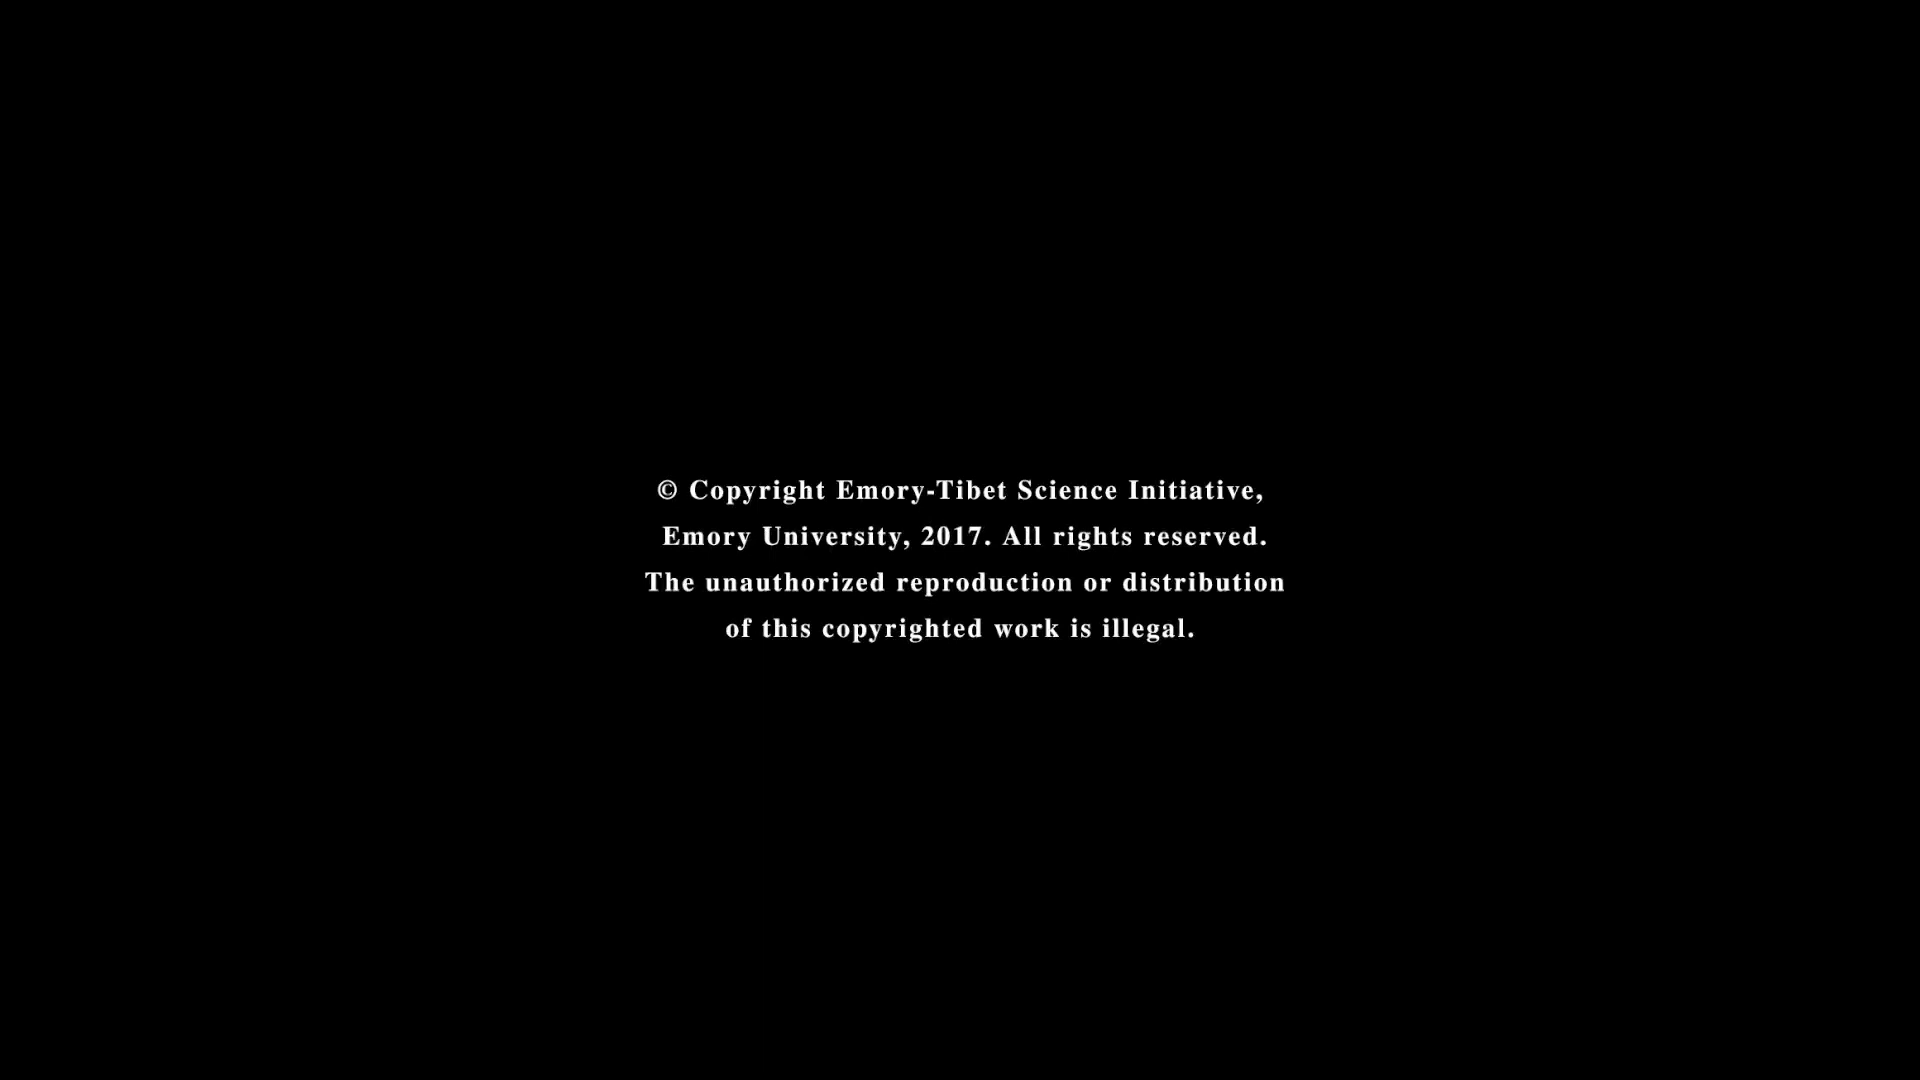 © Copyright Emory-Tibet Science Initiative,
Emory University, 2017. All rights reserved.
The unauthorized reproduction or distribution
of this copyrighted work is illegal.